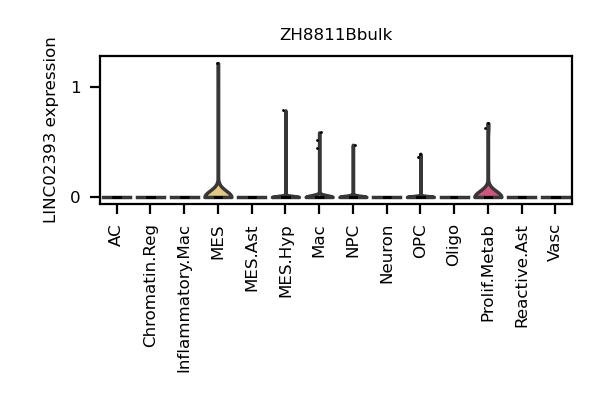 ZH8811Bbulk
LINC02393 expression
1
0
AC
Chromatin.Reg
Inflammatory.Mac
MES
MES.Ast
MES.Hyp
Mac
NPC
Neuron
OPC
Oligo
Prolif.Metab
Reactive.Ast
Vasc